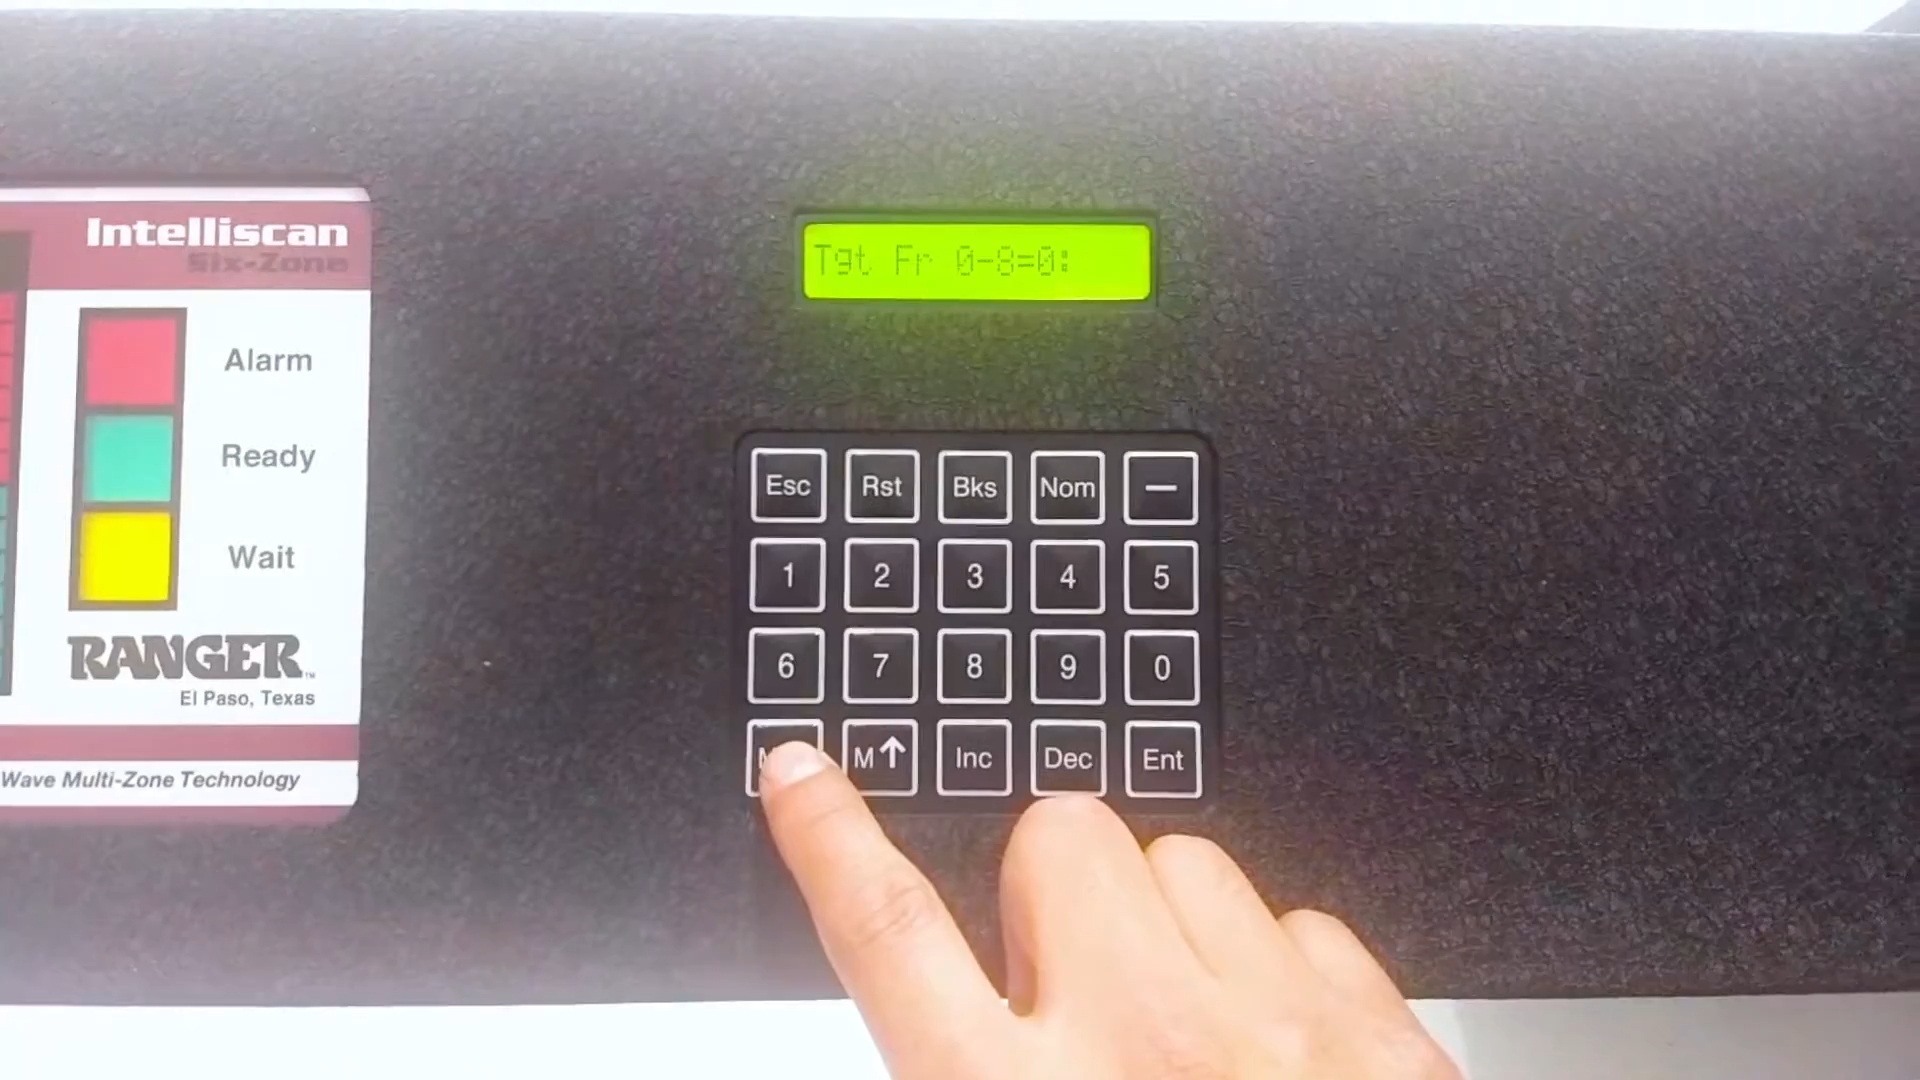 Intelliscan
Six-Zone
Alarm
Ready
Wait
RANGER™
El Paso, Texas
Wave Multi-Zone Technology
Tgt Fr 0-8=0:
Esc Rst Bks Nom —
1 2 3 4 5
6 7 8 9 0
M↑ Inc Dec Ent